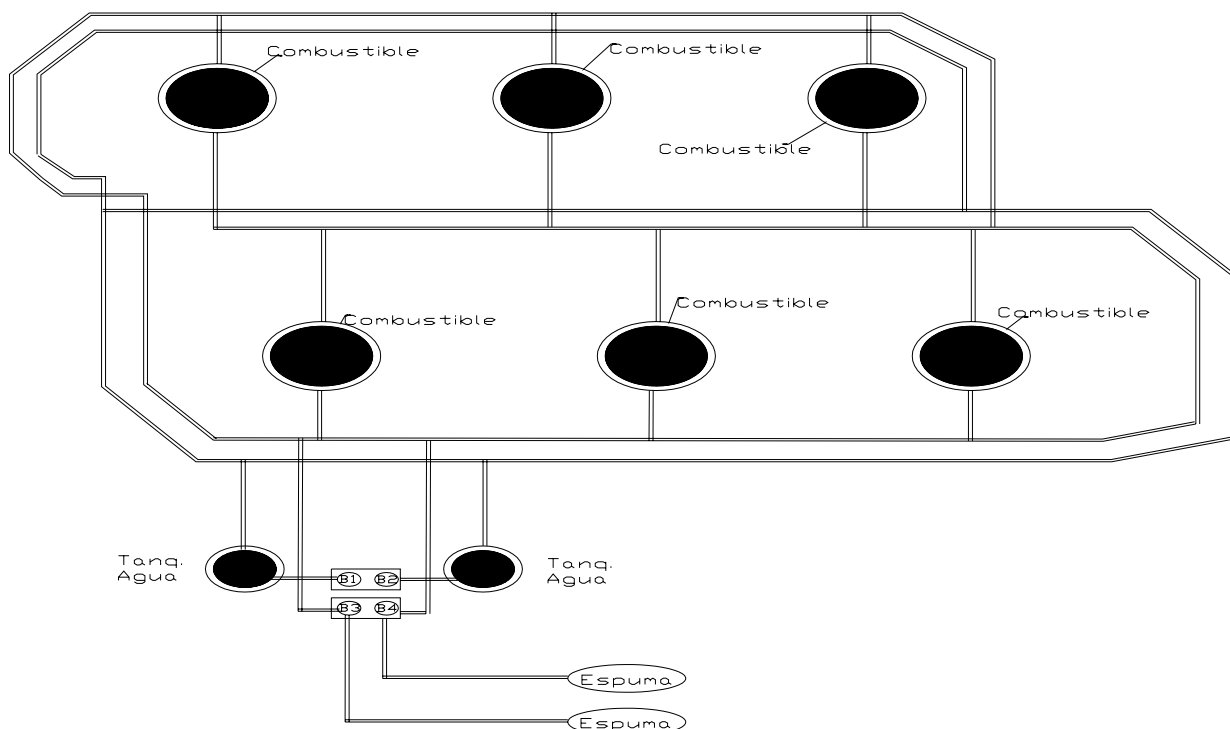 Combustible
Combustible
Combustible
Combustible
Combustible
Combustible
Tanq.
Agua
Tanq.
Agua
B1 B2
B3 B4
Espuma
Espuma